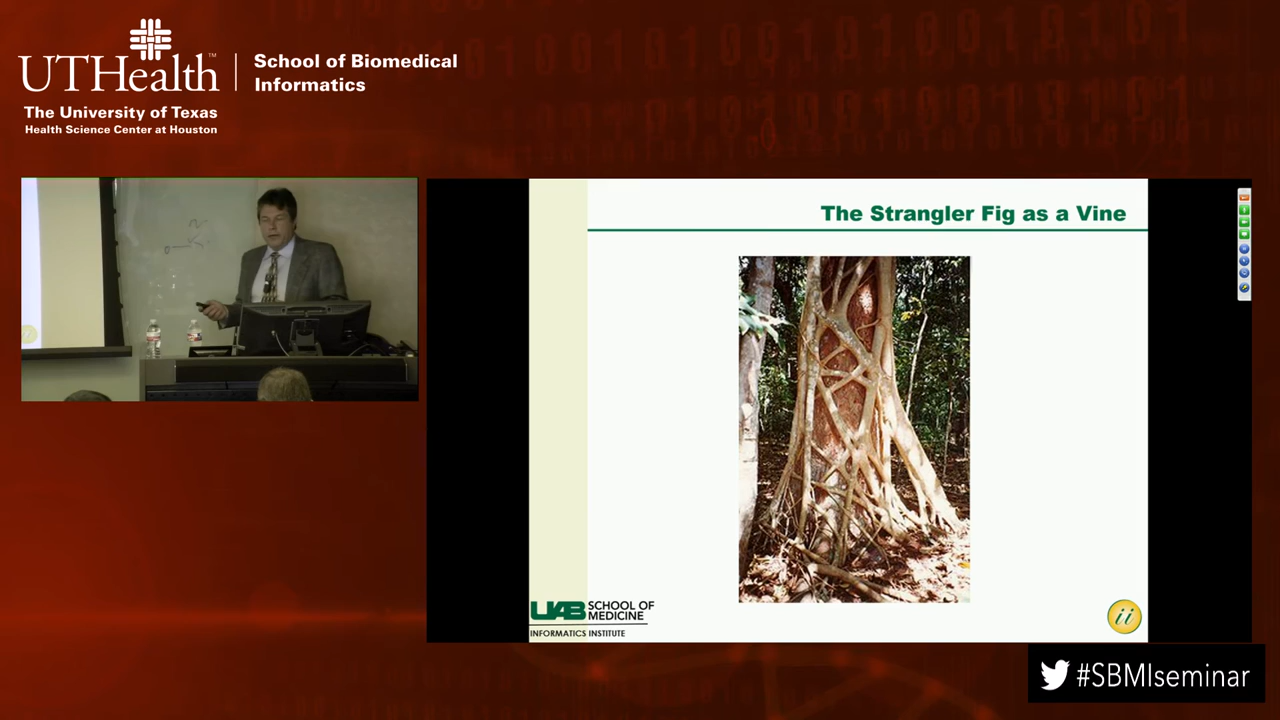 UTHealth™
The University of Texas
Health Science Center at Houston
School of Biomedical
Informatics
The Strangler Fig as a Vine
UAB SCHOOL OF
MEDICINE
INFORMATICS INSTITUTE
ii
#SBMIseminar